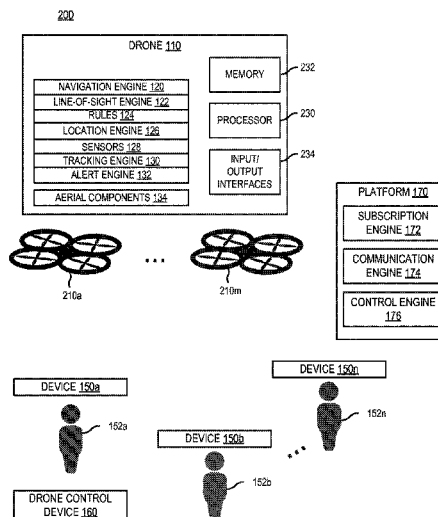 200
DRONE 110
NAVIGATION ENGINE 120
LINE-OF-SIGHT ENGINE 122
RULES 124
LOCATION ENGINE 126
SENSORS 128
TRACKING ENGINE 130
ALERT ENGINE 132
AERIAL COMPONENTS 134
MEMORY
232
PROCESSOR
230
INPUT/
OUTPUT
INTERFACES
234
PLATFORM 170
SUBSCRIPTION
ENGINE 172
COMMUNICATION
ENGINE 174
CONTROL ENGINE
176
...
210a
210m
DEVICE 150a
152a
DEVICE 150b
152b
...
DEVICE 150n
152n
DRONE CONTROL
DEVICE 160